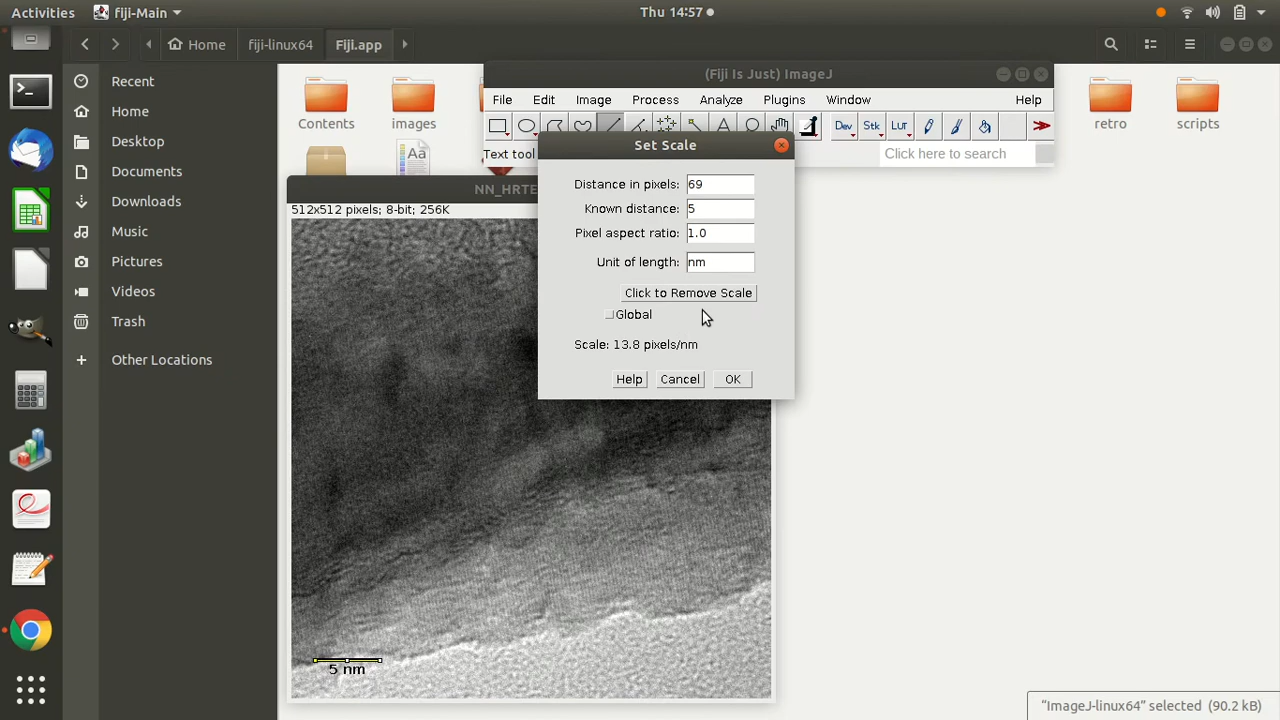 Activities fiji-Main Thu 14:57
Home fiji-linux64 Fiji.app
Recent
Home
Desktop
Documents
Downloads
Music
Pictures
Videos
Trash
Other Locations
Contents images retro scripts
(Fiji Is Just) ImageJ
File Edit Image Process Analyze Plugins Window Help
Dev Stk Lut
Text tool Click here to search
NN_HRTE
512x512 pixels; 8-bit; 256K
5 nm
Set Scale
Distance in pixels: 69
Known distance: 5
Pixel aspect ratio: 1.0
Unit of length: nm
Click to Remove Scale
Global
Scale: 13.8 pixels/nm
Help Cancel OK
"ImageJ-linux64" selected (90.2 kB)